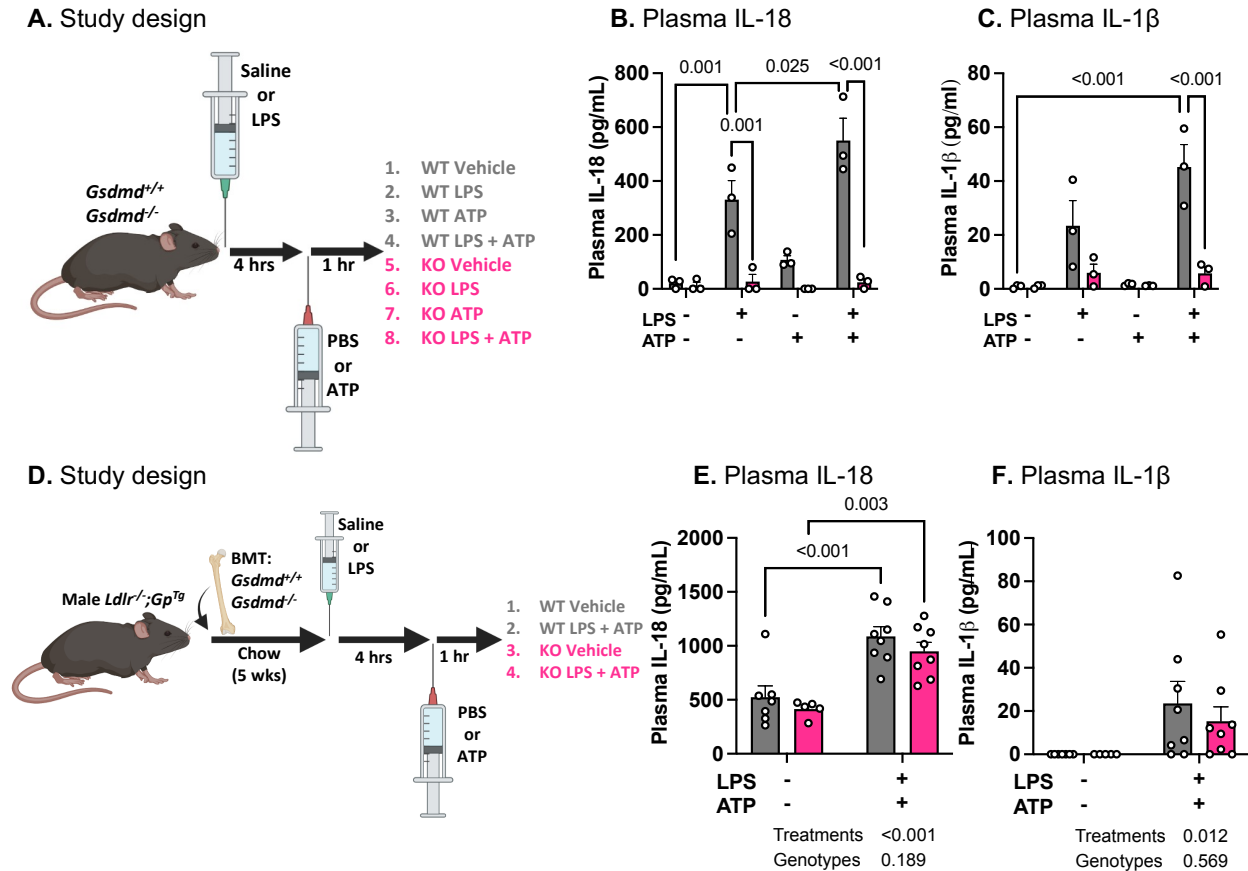 A. Study design
Saline
or
LPS
Gsdmd+/+
Gsdmd-/-
4 hrs
1 hr
PBS
or
ATP
1. WT Vehicle
2. WT LPS
3. WT ATP
4. WT LPS + ATP
5. KO Vehicle
6. KO LPS
7. KO ATP
8. KO LPS + ATP
B. Plasma IL-18
Plasma IL-18 (pg/mL)
800
600
400
200
0
0.001
0.025
<0.001
0.001
LPS - + - +
ATP - - + +
C. Plasma IL-1β
Plasma IL-1β (pg/ml)
80
60
40
20
0
<0.001
<0.001
- + - +
- - + +
D. Study design
BMT:
Gsdmd+/+
Gsdmd-/-
Male Ldlr-/-;GpTg
Saline
or
LPS
Chow
(5 wks)
4 hrs
1 hr
PBS
or
ATP
1. WT Vehicle
2. WT LPS + ATP
3. KO Vehicle
4. KO LPS + ATP
E. Plasma IL-18
Plasma IL-18 (pg/mL)
2000
1500
1000
500
0
0.003
<0.001
LPS - +
ATP - +
Treatments <0.001
Genotypes 0.189
F. Plasma IL-1β
Plasma IL-1β (pg/mL)
100
80
60
40
20
0
- +
- +
Treatments 0.012
Genotypes 0.569